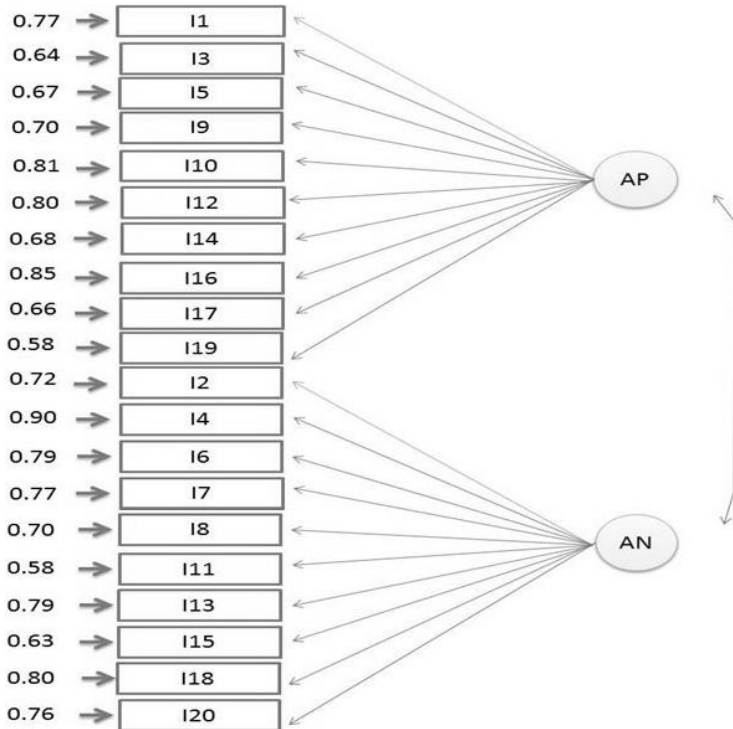 0.77 I1
0.64 I3
0.67 I5
0.70 I9
0.81 I10
0.80 I12
0.68 I14
0.85 I16
0.66 I17
0.58 I19
AP
0.72 I2
0.90 I4
0.79 I6
0.77 I7
0.70 I8
0.58 I11
0.79 I13
0.63 I15
0.80 I18
0.76 I20
AN